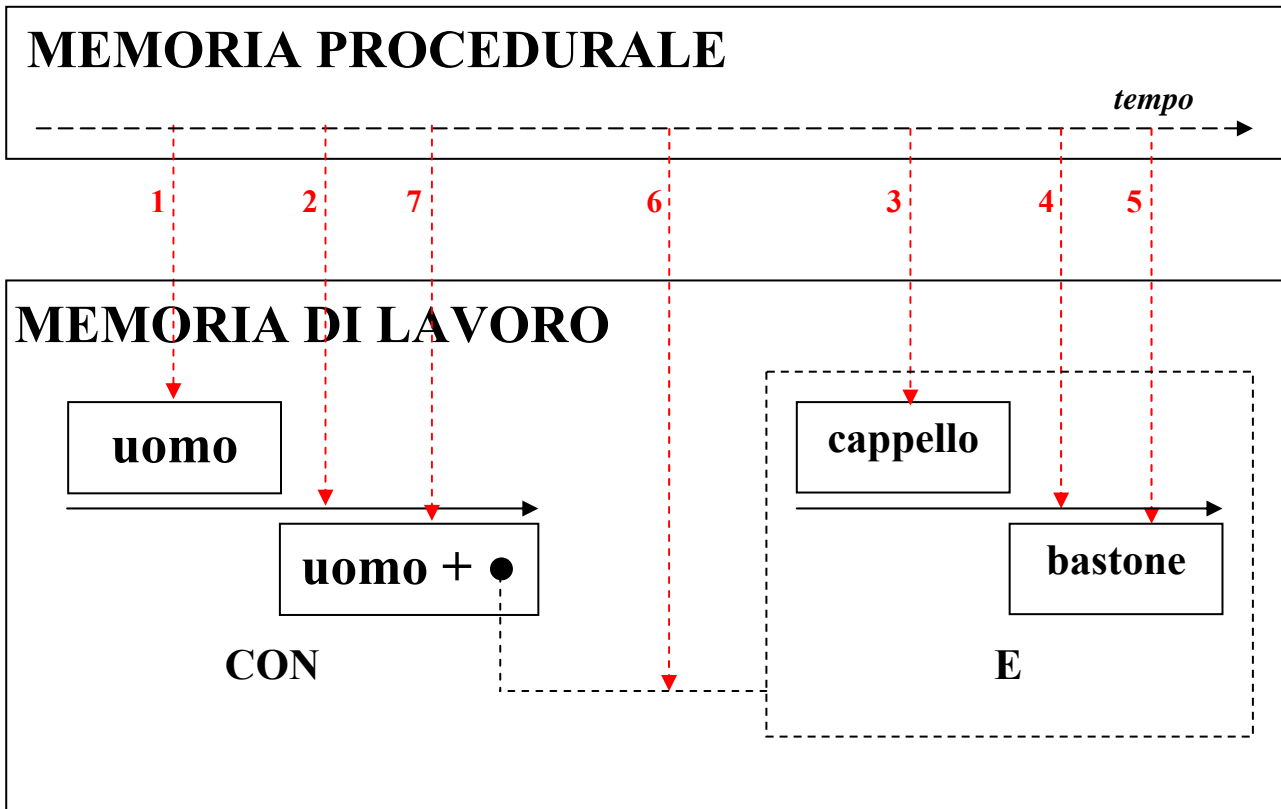 MEMORIA PROCEDURALE
tempo
1 2 7 6 3 4 5
MEMORIA DI LAVORO
uomo cappello
uomo + ● bastone
CON E